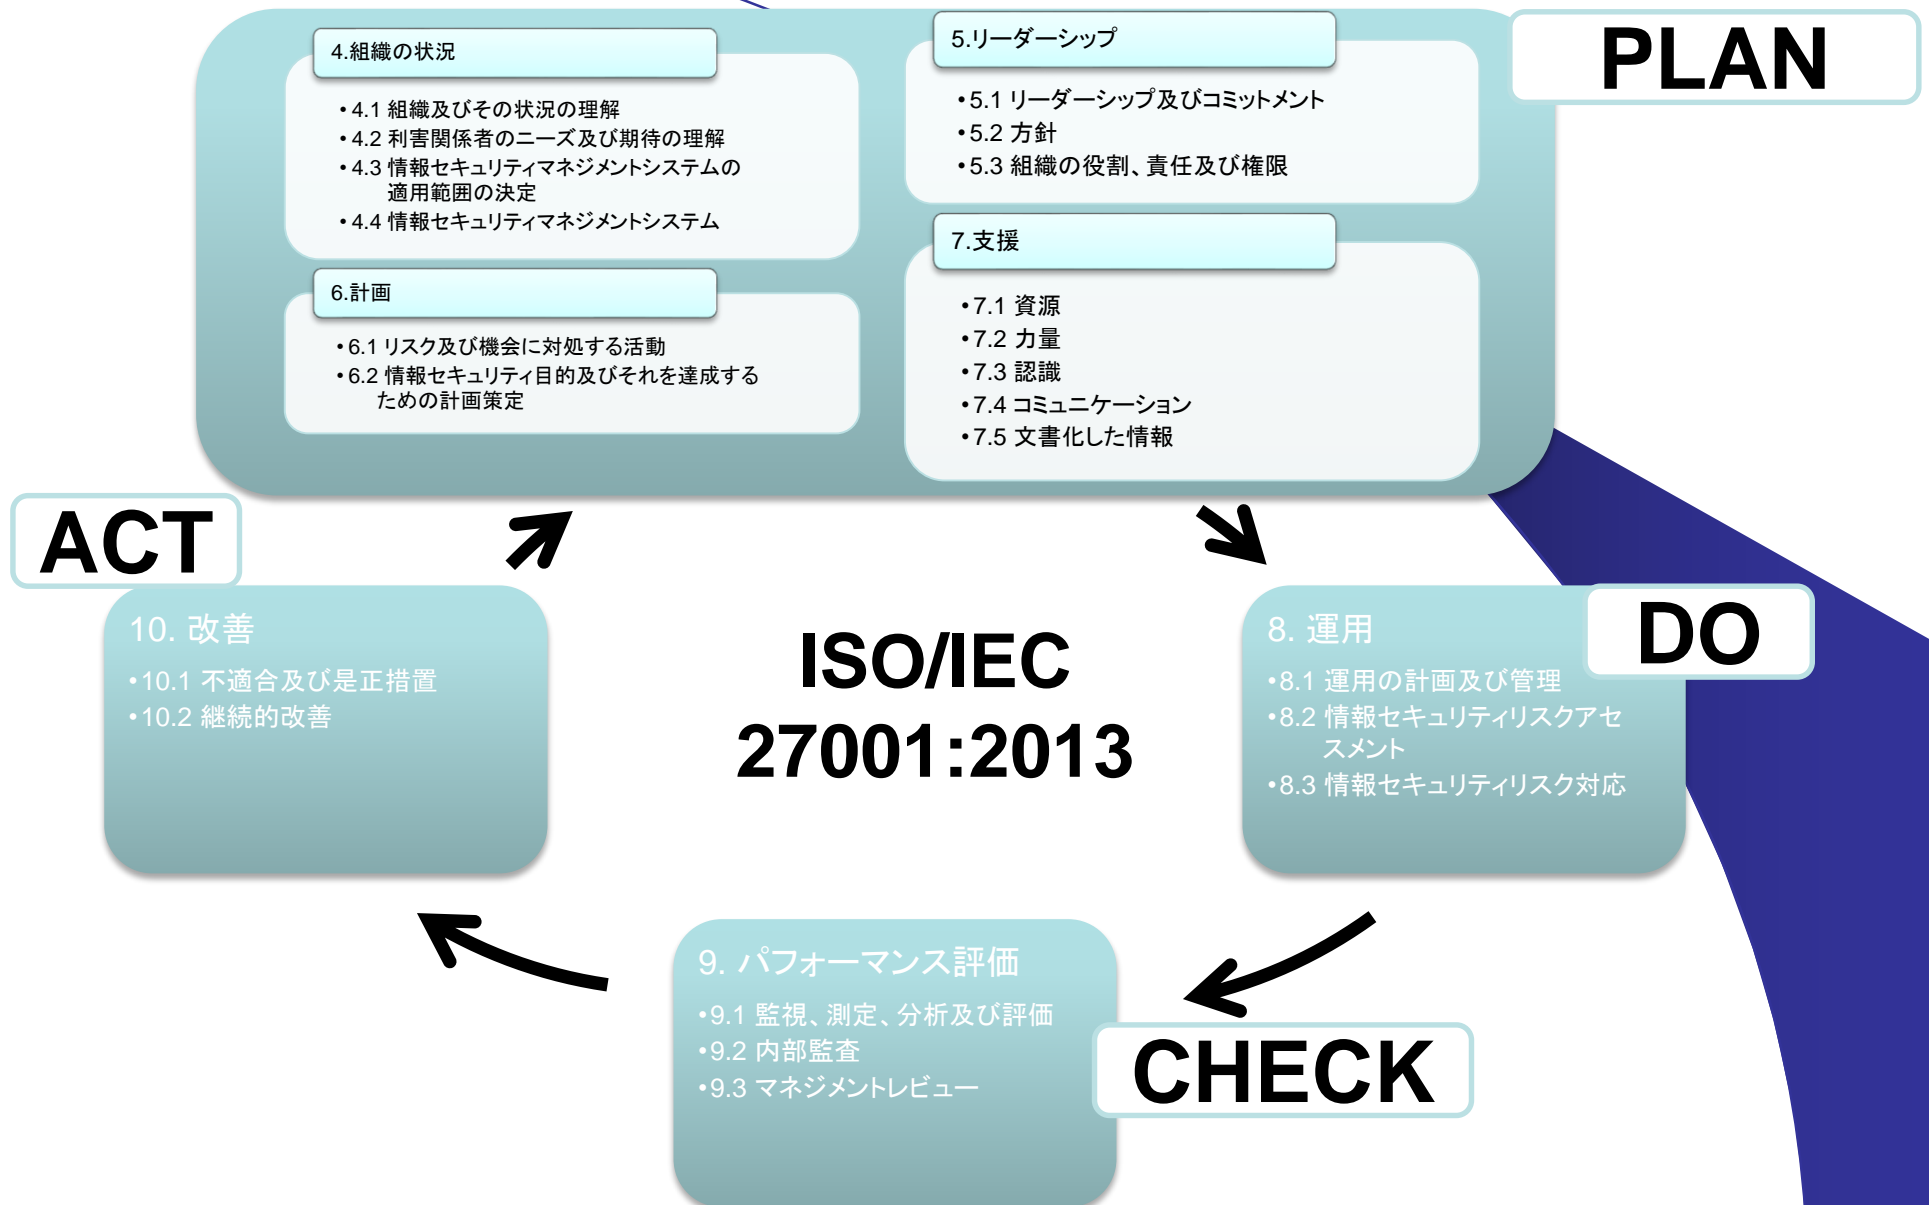 PLAN
4.組織の状況
•4.1 組織及びその状況の理解
•4.2 利害関係者のニーズ及び期待の理解
•4.3 情報セキュリティマネジメントシステムの
適用範囲の決定
•4.4 情報セキュリティマネジメントシステム
5.リーダーシップ
•5.1 リーダーシップ及びコミットメント
•5.2 方針
•5.3 組織の役割、責任及び権限
6.計画
•6.1 リスク及び機会に対処する活動
•6.2 情報セキュリティ目的及びそれを達成する
ための計画策定
7.支援
•7.1 資源
•7.2 力量
•7.3 認識
•7.4 コミュニケーション
•7.5 文書化した情報
ACT
10. 改善
•10.1 不適合及び是正措置
•10.2 継続的改善
ISO/IEC
27001:2013
DO
8. 運用
•8.1 運用の計画及び管理
•8.2 情報セキュリティリスクアセ
スメント
•8.3 情報セキュリティリスク対応
9. パフォーマンス評価
•9.1 監視、測定、分析及び評価
•9.2 内部監査
•9.3 マネジメントレビュー
CHECK